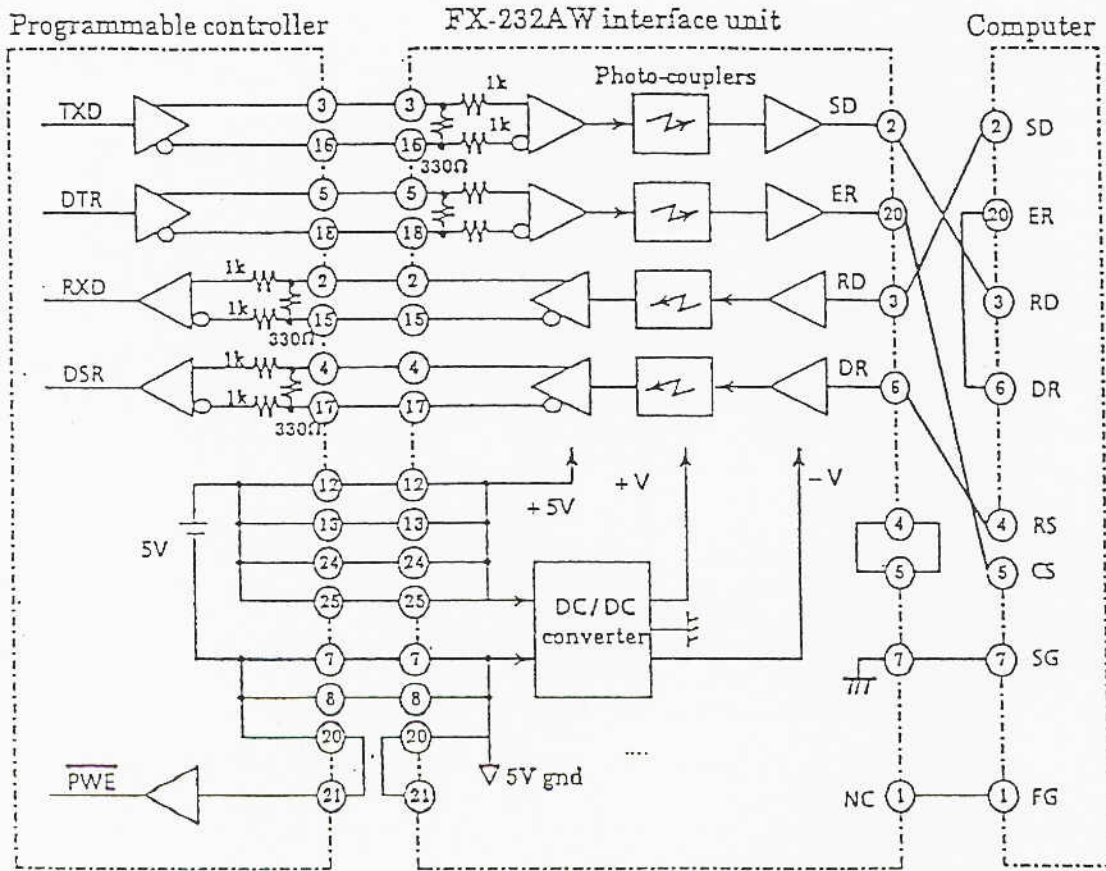 Programmable controller
FX-232AW interface unit
Computer
Photo-couplers
TXD 3 3 1k SD 2 2 SD
16 16 1k
330Ω
DTR 5 5 ER 20 20 ER
18 18
RXD 1k 2 2 RD 3 3 RD
1k 15 15
330Ω
DSR 1k 4 4 DR 6 6 DR
1k 17 17
330Ω
12 12 +5V +V -V
5V 13 13 4 4 RS
24 24 5 5 CS
25 25 DC/DC
converter
7 7 7 7 SG
8 8
20 20 ....
5V gnd
PWE 21 21 NC 1 1 FG